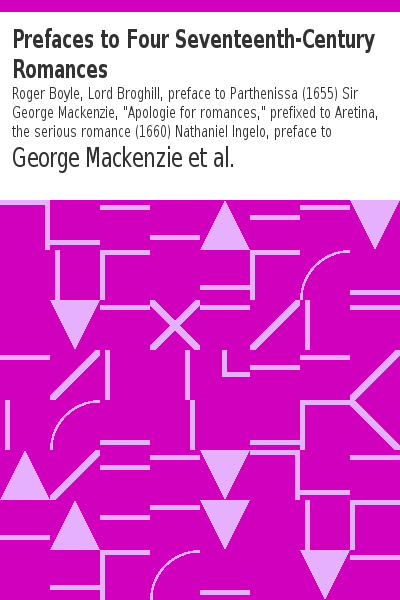 Prefaces to Four Seventeenth-Century
Romances
Roger Boyle, Lord Broghill, preface to Parthenissa (1655) Sir
George Mackenzie, "Apologie for romances," prefixed to Aretina,
the serious romance (1660) Nathaniel Ingelo, preface to
George Mackenzie et al.